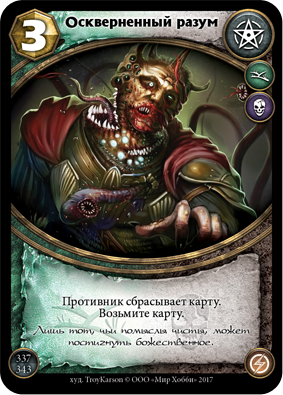 3
Осквернённый разум
Противник сбрасывает карту.
Возьмите карту.
Лишь тот, чьи помыслы чисты, может
постигнуть божественное.
337
343
худ. TroyKarson © ООО «Мир Хобби» 2017